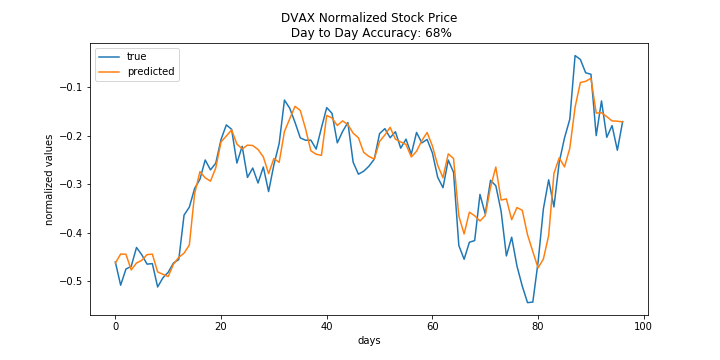 DVAX Normalized Stock Price
Day to Day Accuracy: 68%
true
predicted
normalized values
−0.1
−0.2
−0.3
−0.4
−0.5
0
20
40
60
80
100
days